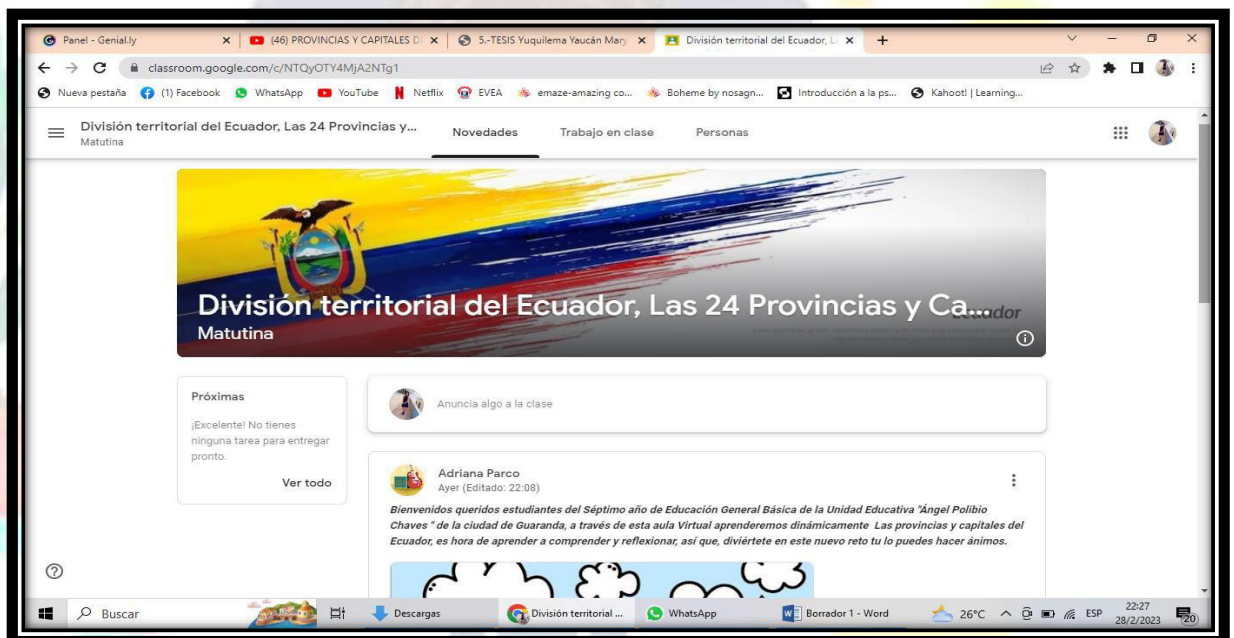 Panel - Genial.ly
(46) PROVINCIAS Y CAPITALES D
5.-TESIS Yuquilema Yaucán Mary
División territorial del Ecuador, L
classroom.google.com/c/NTQyOTY4MjA2NTg1
Nueva pestaña (1) Facebook WhatsApp YouTube Netflix EVEA emaze-amazing co... Boheme by nosagn... Introducción a la ps... Kahoot! | Learning...
División territorial del Ecuador, Las 24 Provincias y...
Matutina
Novedades Trabajo en clase Personas
División territorial del Ecuador, Las 24 Provincias y Ca...
Matutina
Próximas
¡Excelente! No tienes
ninguna tarea para entregar
pronto.
Ver todo
Anuncia algo a la clase
Adriana Parco
Ayer (Editado: 22:08)
Bienvenidos queridos estudiantes del Séptimo año de Educación General Básica de la Unidad Educativa "Ángel Polibio
Chaves " de la ciudad de Guaranda, a través de esta aula Virtual aprenderemos dinámicamente Las provincias y capitales del
Ecuador, es hora de aprender a comprender y reflexionar, así que, diviértete en este nuevo reto tu lo puedes hacer ánimos.
Buscar Descargas División territorial ... WhatsApp Borrador 1 - Word 26°C ESP 22:27
28/2/2023 20